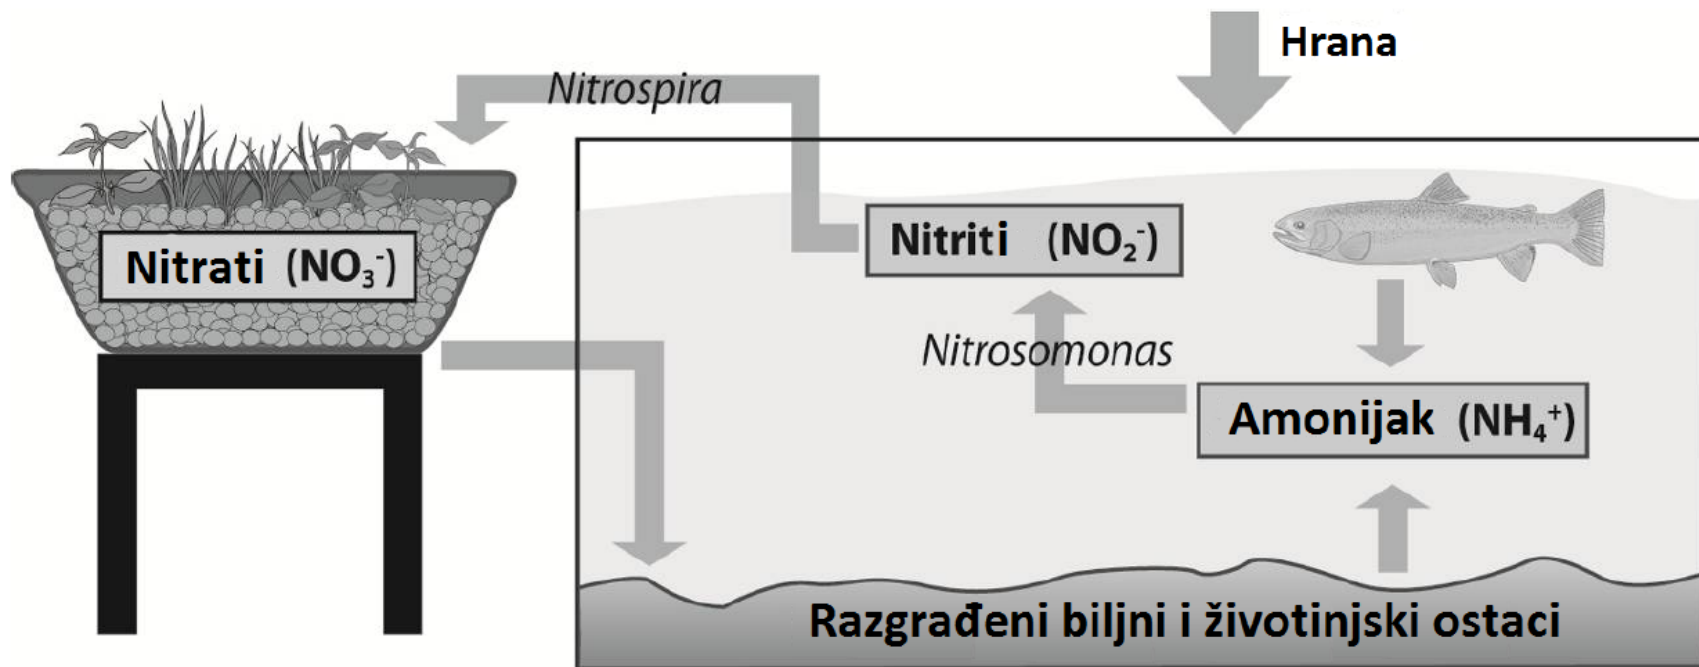 Hrana
Nitrospira
Nitriti (NO₂⁻)
Nitrati (NO₃⁻)
Nitrosomonas
Amonijak (NH₄⁺)
Razgrađeni biljni i životinjski ostaci